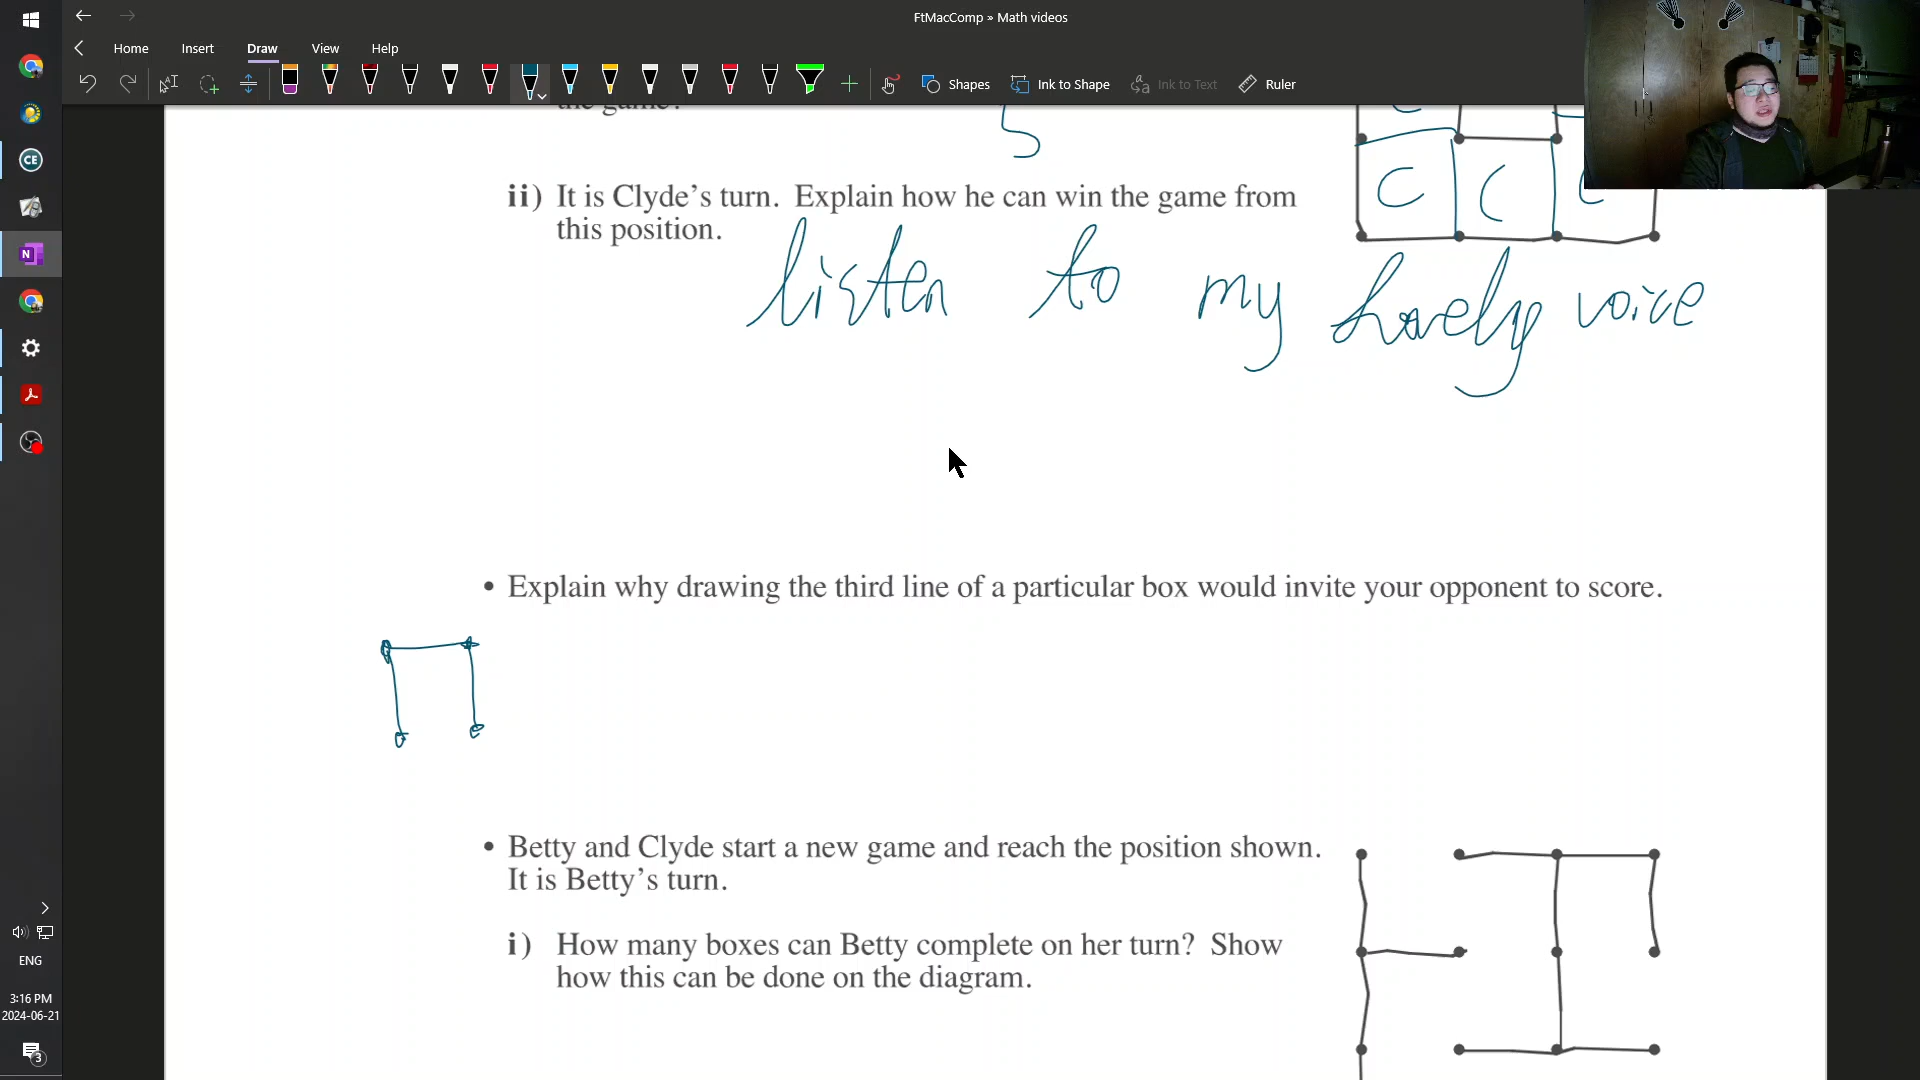 FtMacComp » Math videos
Home Insert Draw View Help
Shapes Ink to Shape Ink to Text Ruler
the game?
5
C
ii) It is Clyde's turn. Explain how he can win the game from
this position.
C C C
listen to my lovely voice
• Explain why drawing the third line of a particular box would invite your opponent to score.
• Betty and Clyde start a new game and reach the position shown.
It is Betty's turn.
i) How many boxes can Betty complete on her turn? Show
how this can be done on the diagram.
CE
N
ENG
3:16 PM
2024-06-21
3